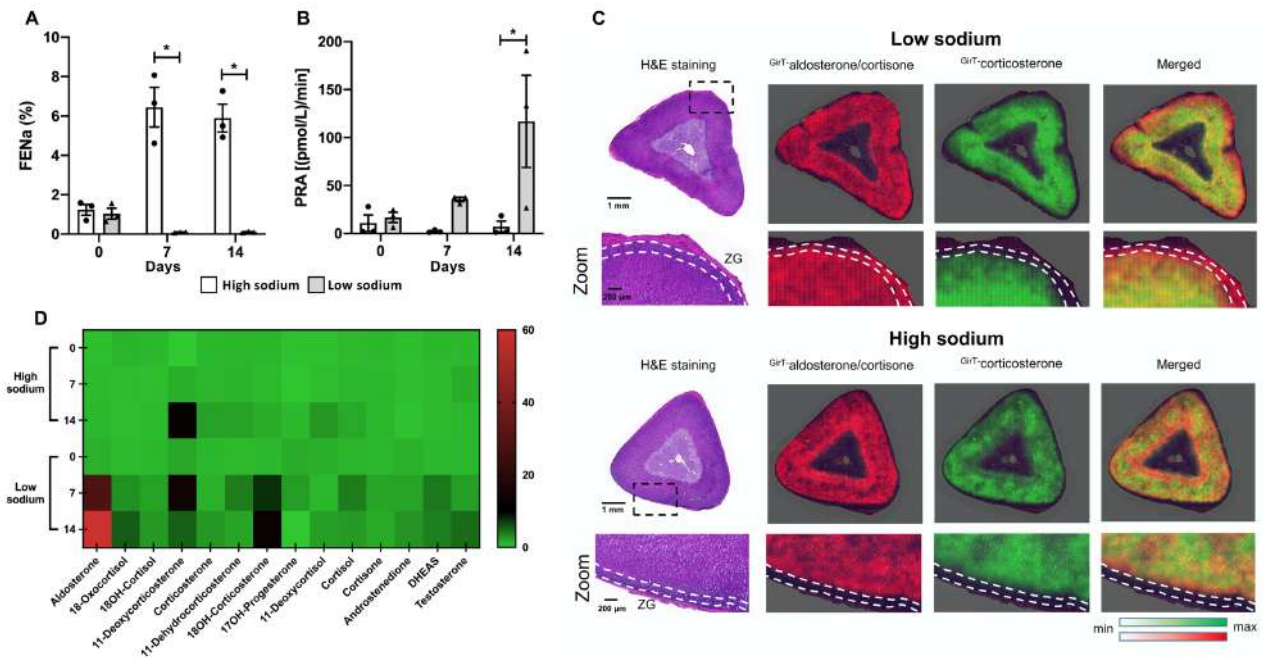 A
FENa (%)
10
8
6
4
2
0
*
*
0
7
14
Days
B
PRA [(pmol/L)/min]
200
150
100
50
0
*
0
7
14
Days
High sodium
Low sodium
C
Low sodium
H&E staining
GirT-aldosterone/cortisone
GirT-corticosterone
Merged
1 mm
Zoom
ZG
200 µm
High sodium
H&E staining
GirT-aldosterone/cortisone
GirT-corticosterone
Merged
1 mm
Zoom
200 µm
ZG
min
max
D
High
sodium
0
7
14
Low
sodium
0
7
14
60
40
20
0
Aldosterone
18-Oxocortisol
18OH-Cortisol
11-Deoxycorticosterone
Corticosterone
11-Dehydrocorticosterone
18OH-Corticosterone
17OH-Progesterone
11-Deoxycortisol
Cortisol
Cortisone
Androstenedione
DHEAS
Testosterone